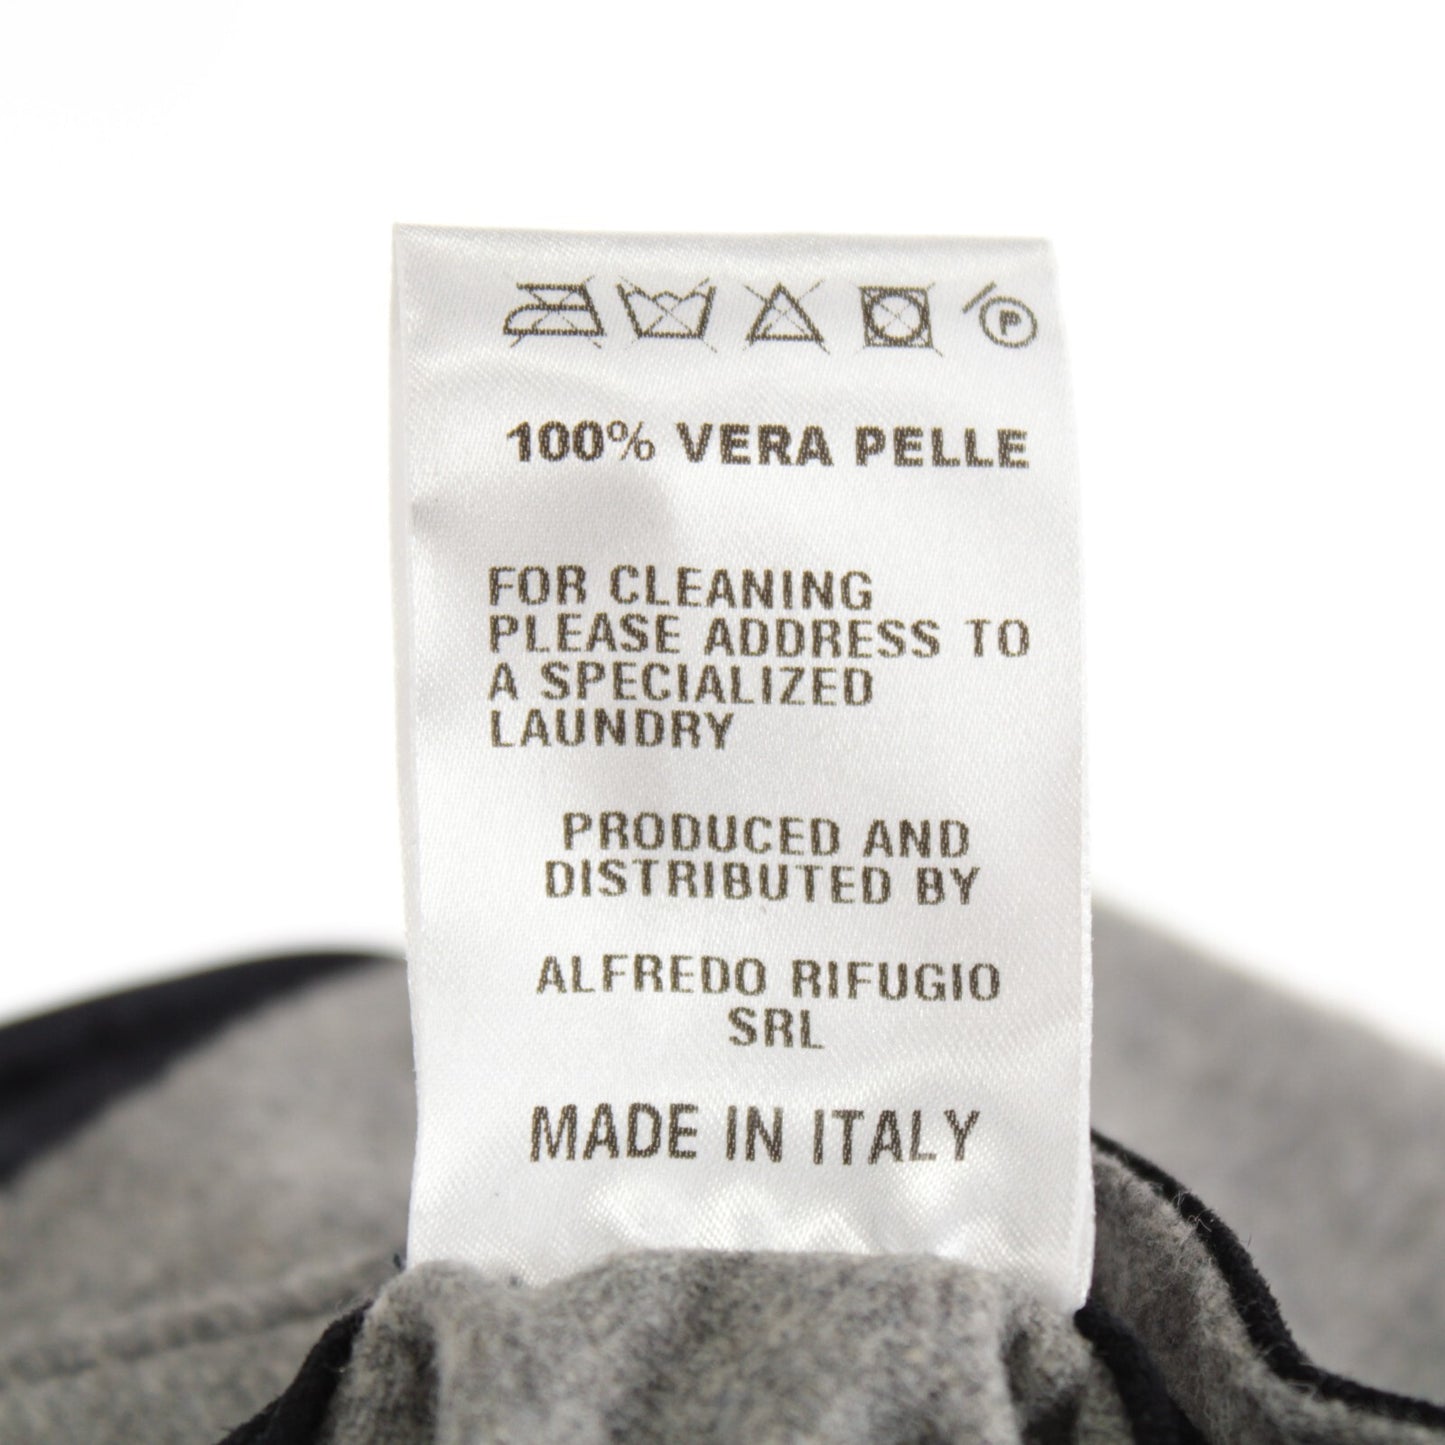 P
100% VERA PELLE
FOR CLEANING
PLEASE ADDRESS TO
A SPECIALIZED
LAUNDRY
PRODUCED AND
DISTRIBUTED BY
ALFREDO RIFUGIO
SRL
MADE IN ITALY